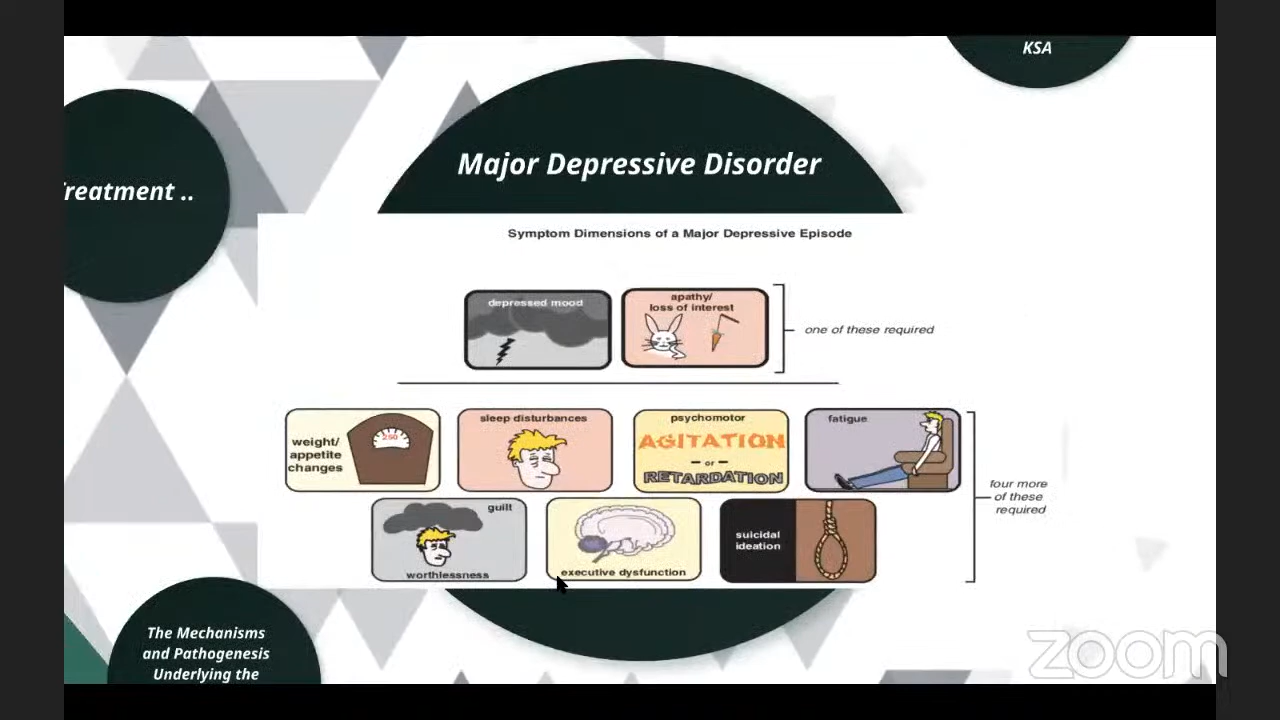 KSA
Major Depressive Disorder
Treatment ..
Symptom Dimensions of a Major Depressive Episode
depressed mood
apathy/
loss of interest
one of these required
weight/
appetite
changes
250
sleep disturbances
psychomotor
AGITATION
or
RETARDATION
fatigue
four more
of these
required
guilt
worthlessness
executive dysfunction
suicidal
ideation
The Mechanisms
and Pathogenesis
Underlying the
zoom